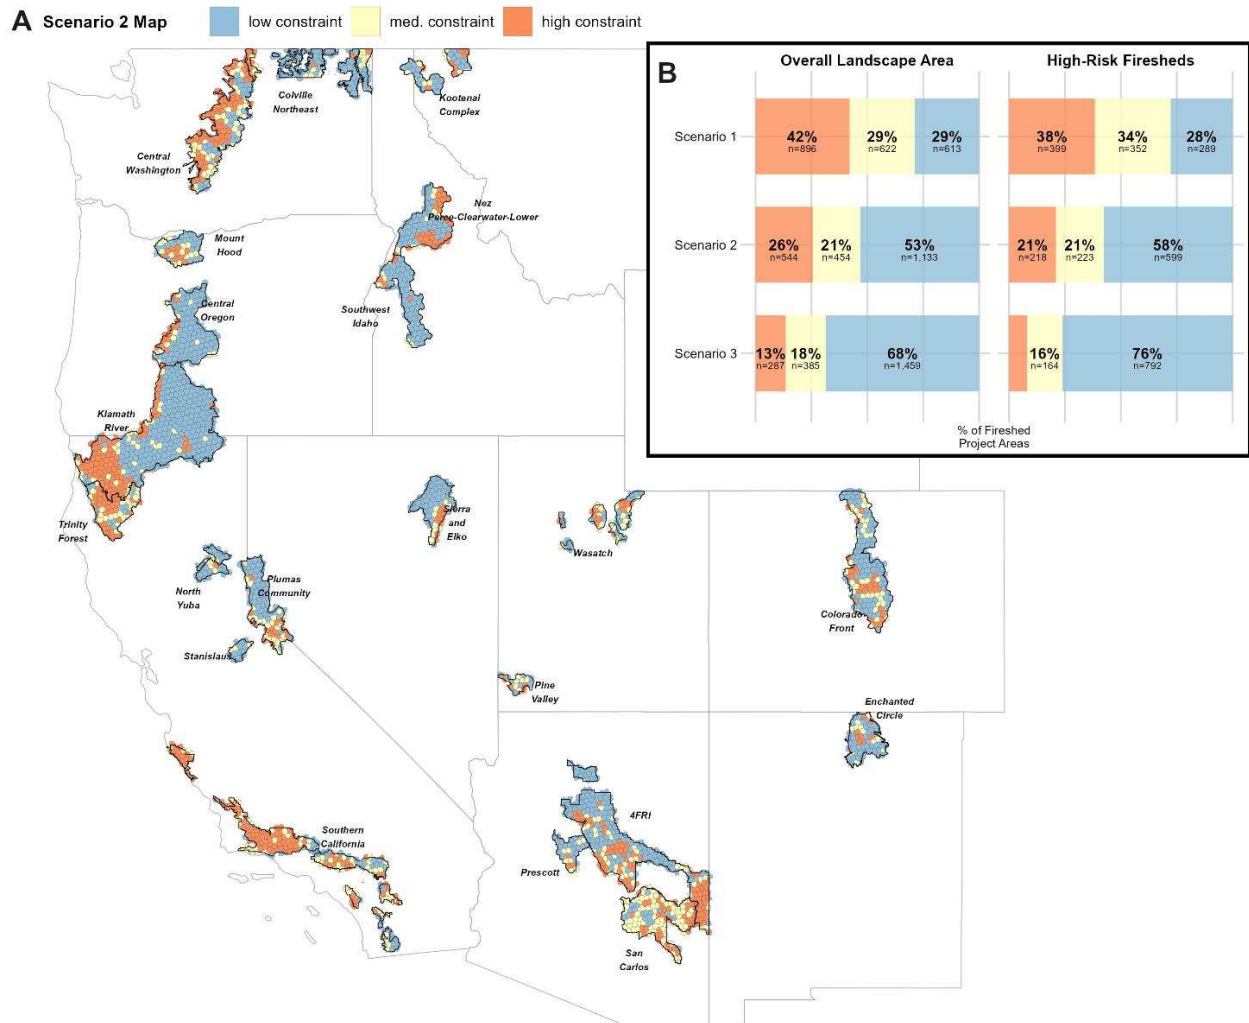 A Scenario 2 Map low constraint med. constraint high constraint
Colville
Northeast
Kootenai
Complex
Central
Washington
Nez
Perce-Clearwater-Lower
Mount
Hood
Central
Oregon
Southwest
Idaho
Klamath
River
Trinity
Forest
Sierra
and
Elko
Wasatch
North
Yuba
Plumas
Community
Stanislaus
Colorado
Front
Pine
Valley
Enchanted
Circle
Southern
California
4FRI
Prescott
San
Carlos
B
Overall Landscape Area High-Risk Firesheds
Scenario 1
42% 29% 29% 38% 34% 28%
n=896 n=622 n=613 n=399 n=352 n=289
Scenario 2
26% 21% 53% 21% 21% 58%
n=544 n=454 n=1,133 n=218 n=223 n=599
Scenario 3
13% 18% 68% 16% 76%
n=287 n=385 n=1,459 n=164 n=792
% of Fireshed
Project Areas